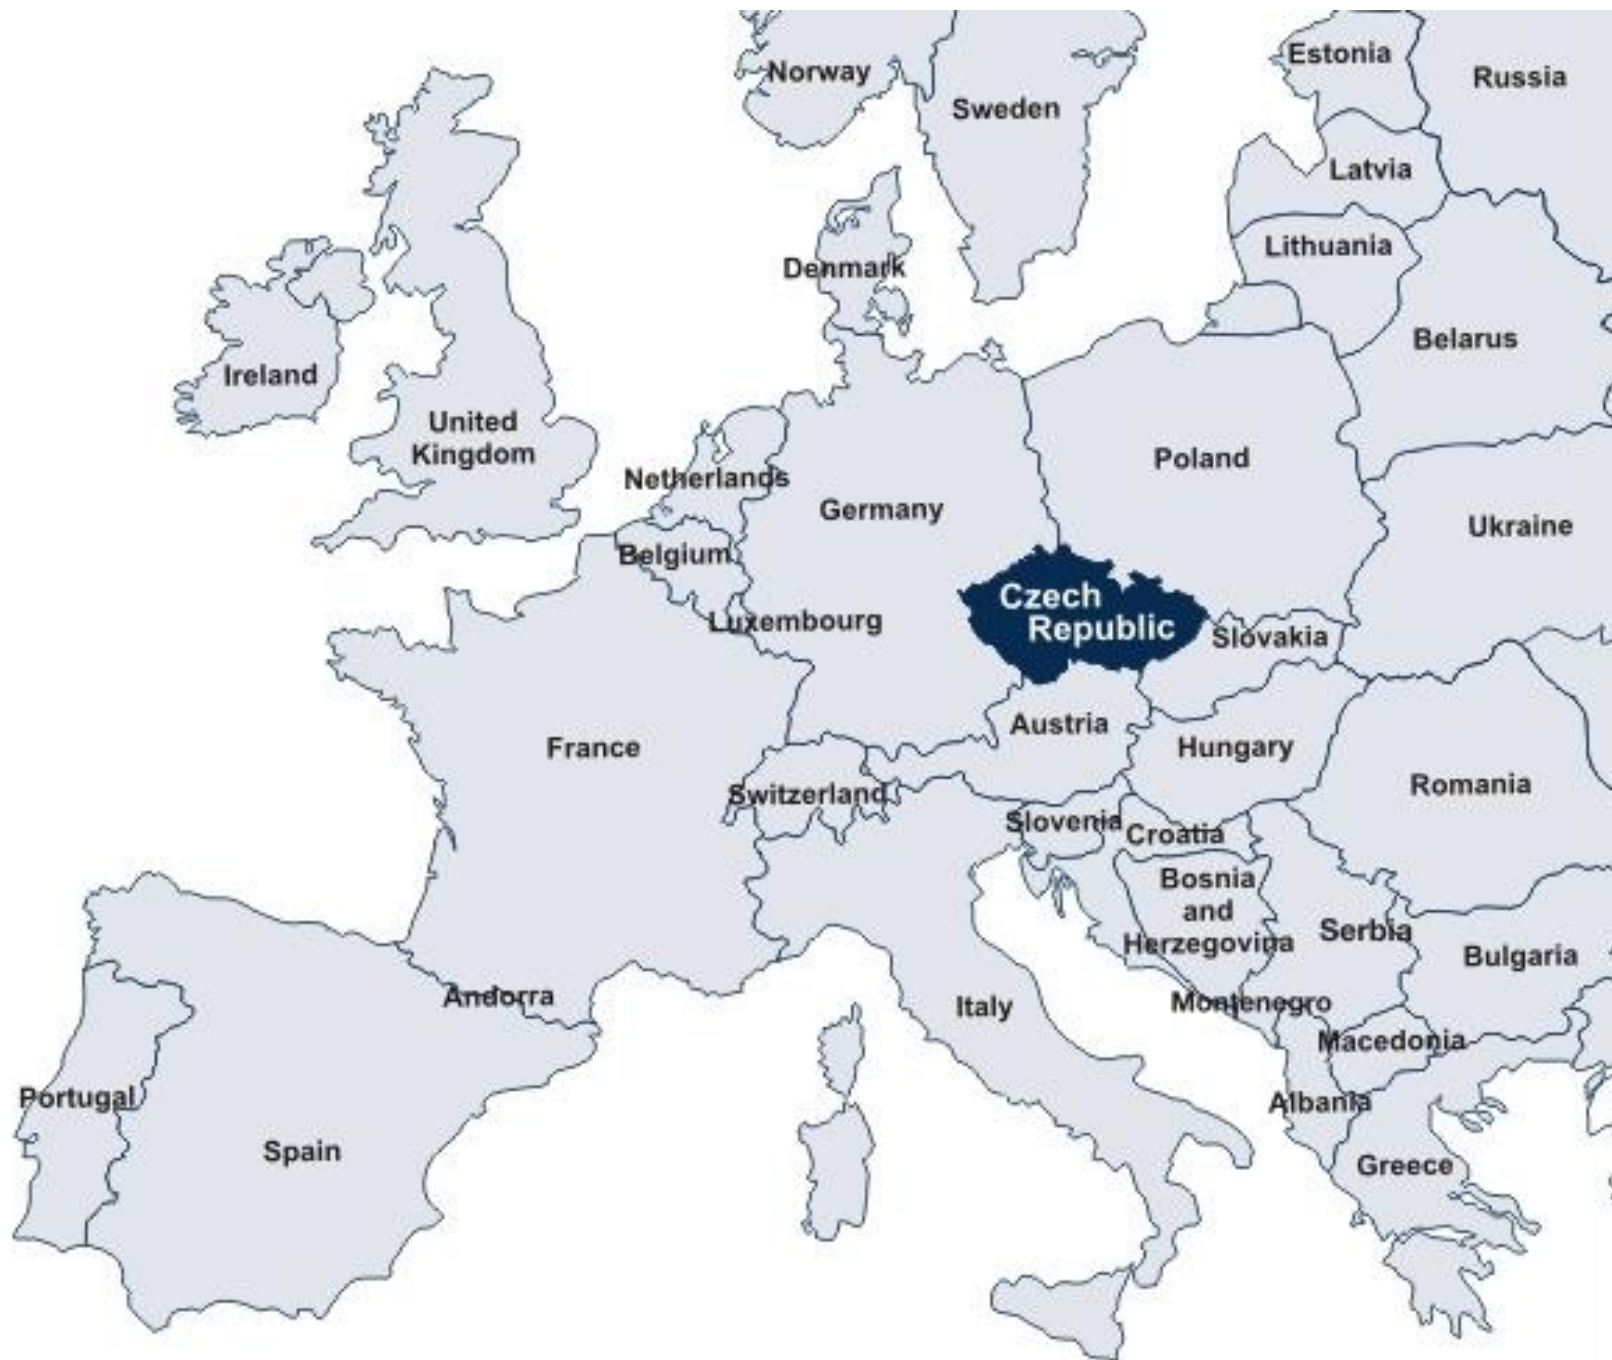 Norway
Sweden
Estonia
Russia
Latvia
Lithuania
Denmark
Belarus
Ireland
United
Kingdom
Netherlands
Germany
Poland
Ukraine
Belgium
Czech
Republic
Luxembourg
Slovakia
Austria
France
Hungary
Switzerland
Romania
Slovenia
Croatia
Bosnia
and
Herzegovina
Serbia
Bulgaria
Andorra
Italy
Montenegro
Macedonia
Portugal
Albania
Spain
Greece